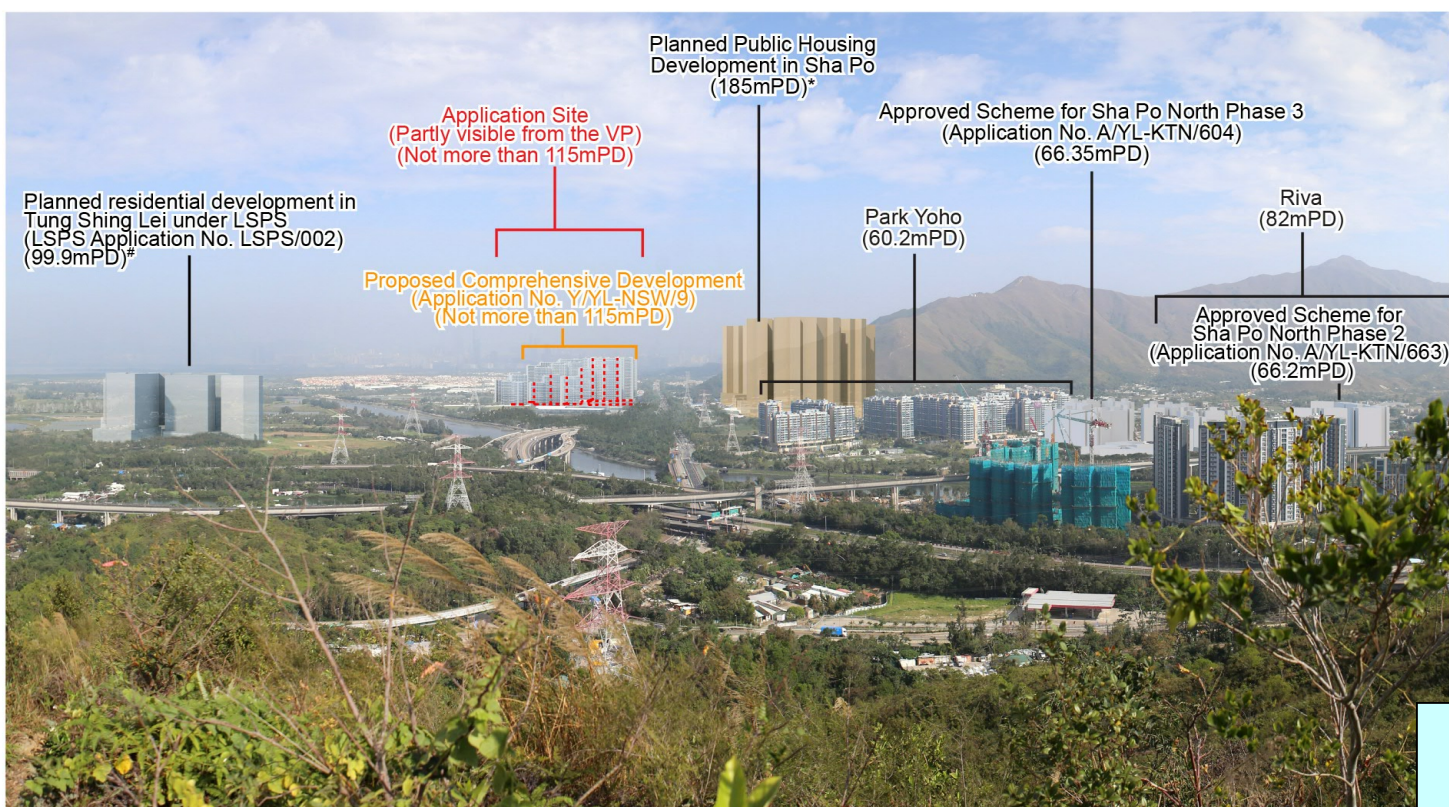 Planned Public Housing
Development in Sha Po
(185mPD)*
Application Site
(Partly visible from the VP)
(Not more than 115mPD)
Approved Scheme for Sha Po North Phase 3
(Application No. A/YL-KTN/604)
(66.35mPD)
Planned residential development in
Tung Shing Lei under LSPS
(LSPS Application No. LSPS/002)
(99.9mPD)#
Park Yoho
(60.2mPD)
Riva
(82mPD)
Proposed Comprehensive Development
(Application No. Y/YL-NSW/9)
(Not more than 115mPD)
Approved Scheme for
Sha Po North Phase 2
(Application No. A/YL-KTN/663)
(66.2mPD)